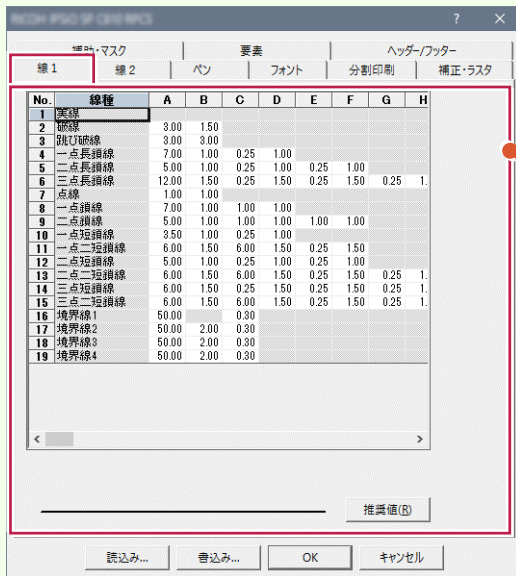 RICOH IPSiO SP C810 RPCS ? ×
補助・マスク 要素 ヘッダー/フッター
線1 線2 ペン フォント 分割印刷 補正・ラスタ
No. 線種 A B C D E F G H
1 実線
2 破線 3.00 1.50
3 跳び破線 3.00 3.00
4 一点長鎖線 7.00 1.00 0.25 1.00
5 二点長鎖線 5.00 1.00 0.25 1.00 0.25 1.00
6 三点長鎖線 12.00 1.50 0.25 1.50 0.25 1.50 0.25 1.
7 点線 1.00 1.00
8 一点鎖線 7.00 1.00 1.00 1.00
9 二点鎖線 5.00 1.00 1.00 1.00 1.00 1.00
10 一点短鎖線 3.50 1.00 0.25 1.00
11 一点二短鎖線 6.00 1.50 6.00 1.50 0.25 1.50
12 二点短鎖線 5.00 1.00 0.25 1.00 0.25 1.00
13 二点二短鎖線 6.00 1.50 6.00 1.50 0.25 1.50 0.25 1.
14 三点短鎖線 6.00 1.50 0.25 1.50 0.25 1.50 0.25 1.
15 三点二短鎖線 6.00 1.50 6.00 1.50 0.25 1.50 0.25 1.
16 境界線1 50.00 0.30
17 境界線2 50.00 2.00 0.30
18 境界線3 50.00 2.00 0.30
19 境界線4 50.00 2.00 0.30
推奨値(R)
読込み... 書込み... OK キャンセル